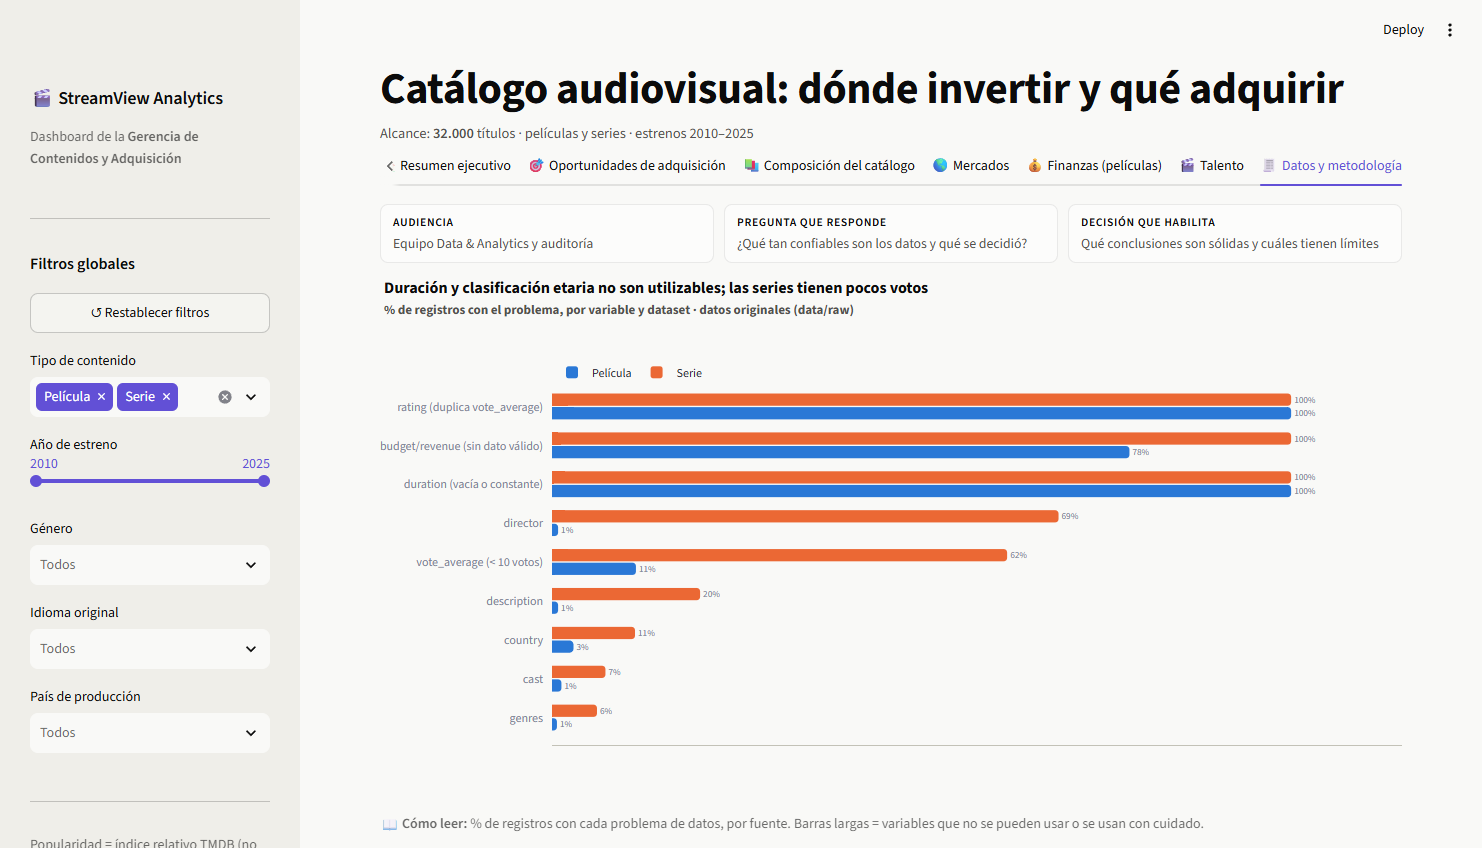 Deploy
StreamView Analytics
Dashboard de la Gerencia de
Contenidos y Adquisición
Filtros globales
↺ Restablecer filtros
Tipo de contenido
Película × Serie ×
Año de estreno
2010 2025
Género
Todos
Idioma original
Todos
País de producción
Todos
Popularidad = índice relativo TMDB (no
Catálogo audiovisual: dónde invertir y qué adquirir
Alcance: 32.000 títulos · películas y series · estrenos 2010–2025
Resumen ejecutivo Oportunidades de adquisición Composición del catálogo Mercados Finanzas (películas) Talento Datos y metodología
AUDIENCIA
Equipo Data & Analytics y auditoría
PREGUNTA QUE RESPONDE
¿Qué tan confiables son los datos y qué se decidió?
DECISIÓN QUE HABILITA
Qué conclusiones son sólidas y cuáles tienen límites
Duración y clasificación etaria no son utilizables; las series tienen pocos votos
% de registros con el problema, por variable y dataset · datos originales (data/raw)
Película Serie
rating (duplica vote_average) 100%
100%
budget/revenue (sin dato válido) 100%
78%
duration (vacía o constante) 100%
100%
director 69%
1%
vote_average (< 10 votos) 62%
11%
description 20%
1%
country 11%
3%
cast 7%
1%
genres 6%
1%
Cómo leer: % de registros con cada problema de datos, por fuente. Barras largas = variables que no se pueden usar o se usan con cuidado.